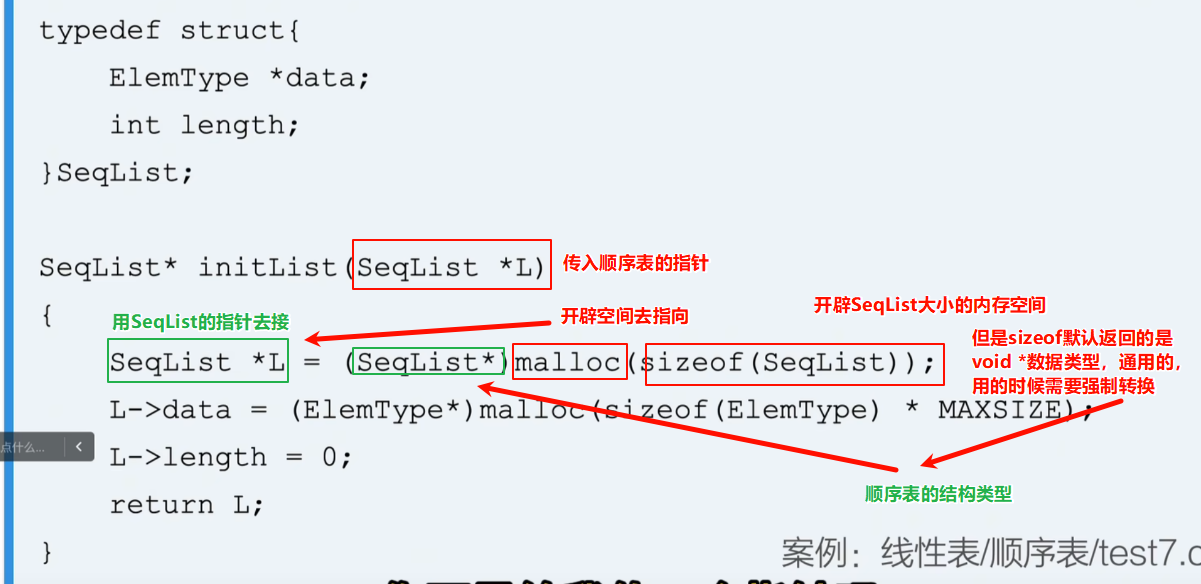 typedef struct{
ElemType *data;
int length;
}SeqList;
SeqList* initList(SeqList *L)
传入顺序表的指针
{
用SeqList的指针去接
开辟空间去指向
开辟SeqList大小的内存空间
SeqList *L = (SeqList*)malloc(sizeof(SeqList));
但是sizeof默认返回的是
void *数据类型，通用的，
用的时候需要强制转换
L->data = (ElemType*)malloc(sizeof(ElemType) * MAXSIZE);
点什么...
L->length = 0;
顺序表的结构类型
return L;
}
案例：线性表/顺序表/test7.c